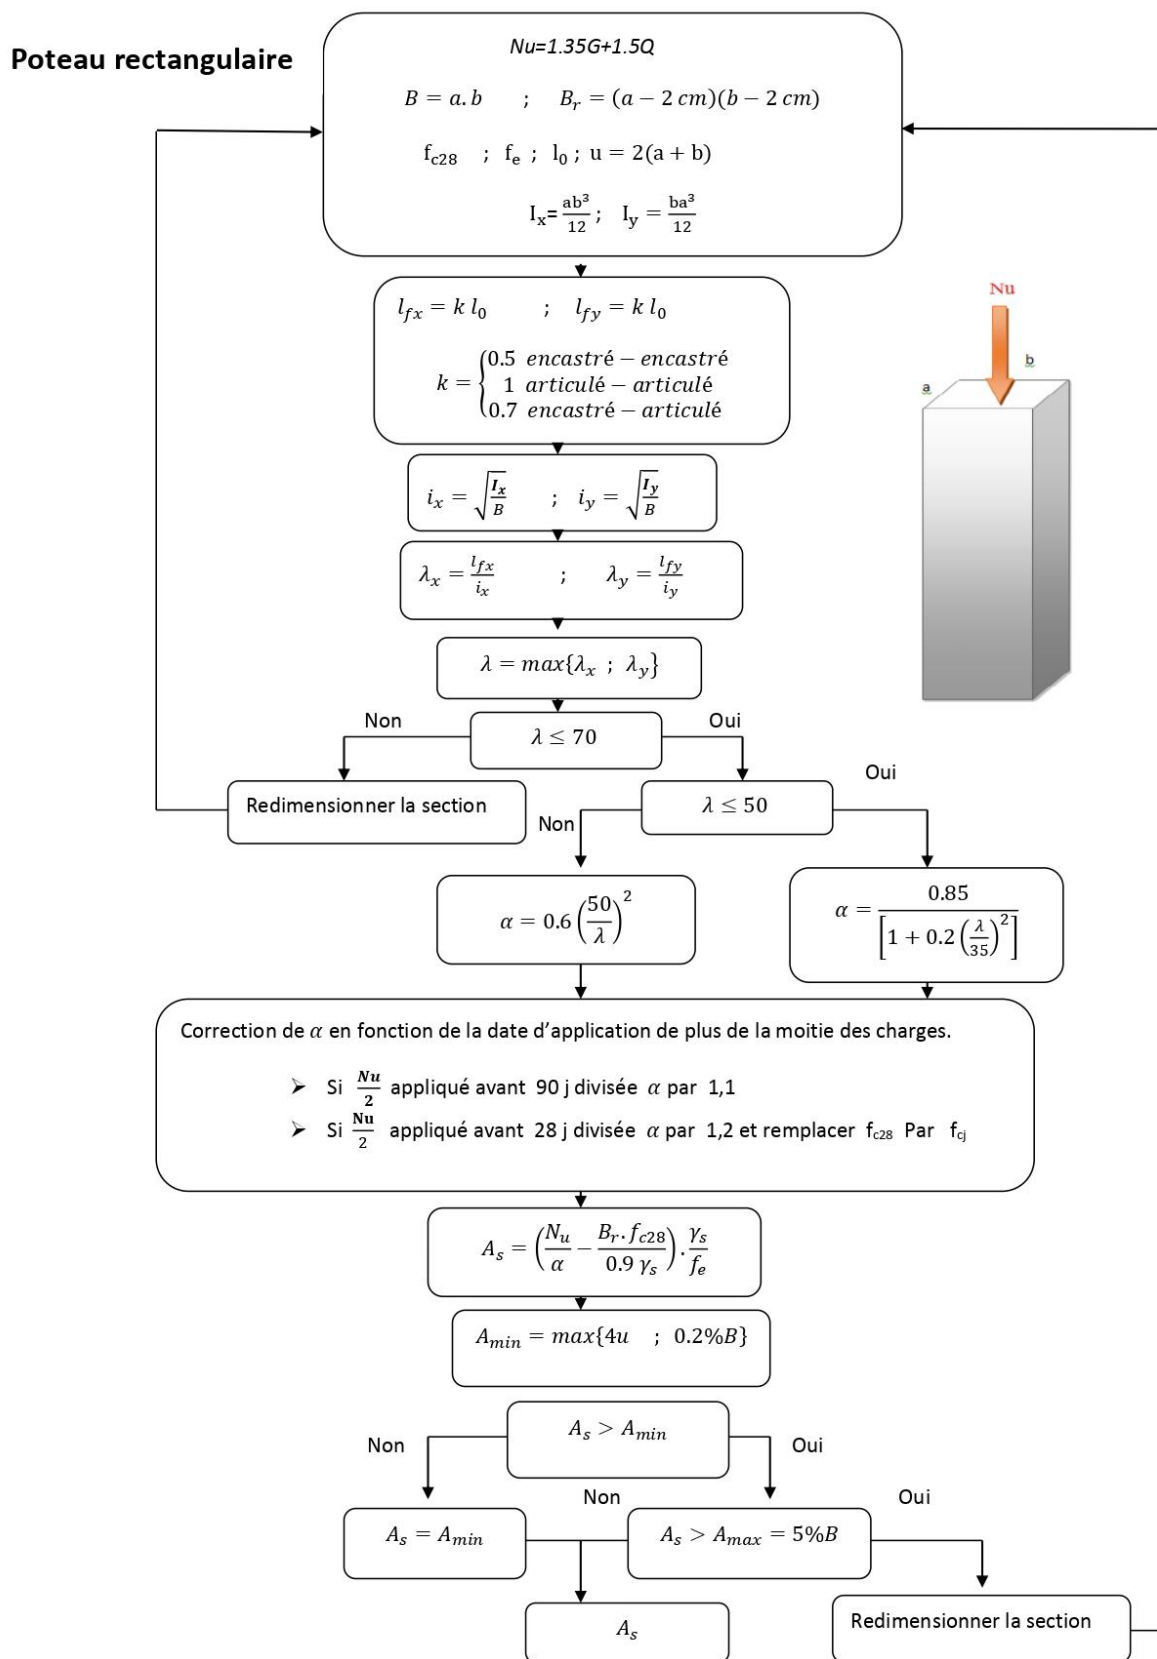 Poteau rectangulaire
Nu=1.35G+1.5Q
B = a. b ; B_r = (a − 2 cm)(b − 2 cm)
f_c28 ; f_e ; l_0 ; u = 2(a + b)
I_x= ab³/12 ; I_y = ba³/12
l_fx = k l_0 ; l_fy = k l_0
k = {0.5 encastré − encastré
1 articulé − articulé
0.7 encastré − articulé
Nu
b
a
i_x = √(I_x/B) ; i_y = √(I_y/B)
λ_x = l_fx/i_x ; λ_y = l_fy/i_y
λ = max{λ_x ; λ_y}
Non
Oui
λ ≤ 70
Oui
Redimensionner la section
λ ≤ 50
Non
α = 0.6 (50/λ)²
α = 0.85/[1 + 0.2 (λ/35)²]
Correction de α en fonction de la date d’application de plus de la moitie des charges.
➢ Si Nu/2 appliqué avant 90 j divisée α par 1,1
➢ Si Nu/2 appliqué avant 28 j divisée α par 1,2 et remplacer f_c28 Par f_cj
A_s = (N_u/α − B_r. f_c28/0.9 γ_s) . γ_s/f_e
A_min = max{4u ; 0.2%B}
A_s > A_min
Non
Oui
Non
Oui
A_s = A_min
A_s > A_max = 5%B
A_s
Redimensionner la section